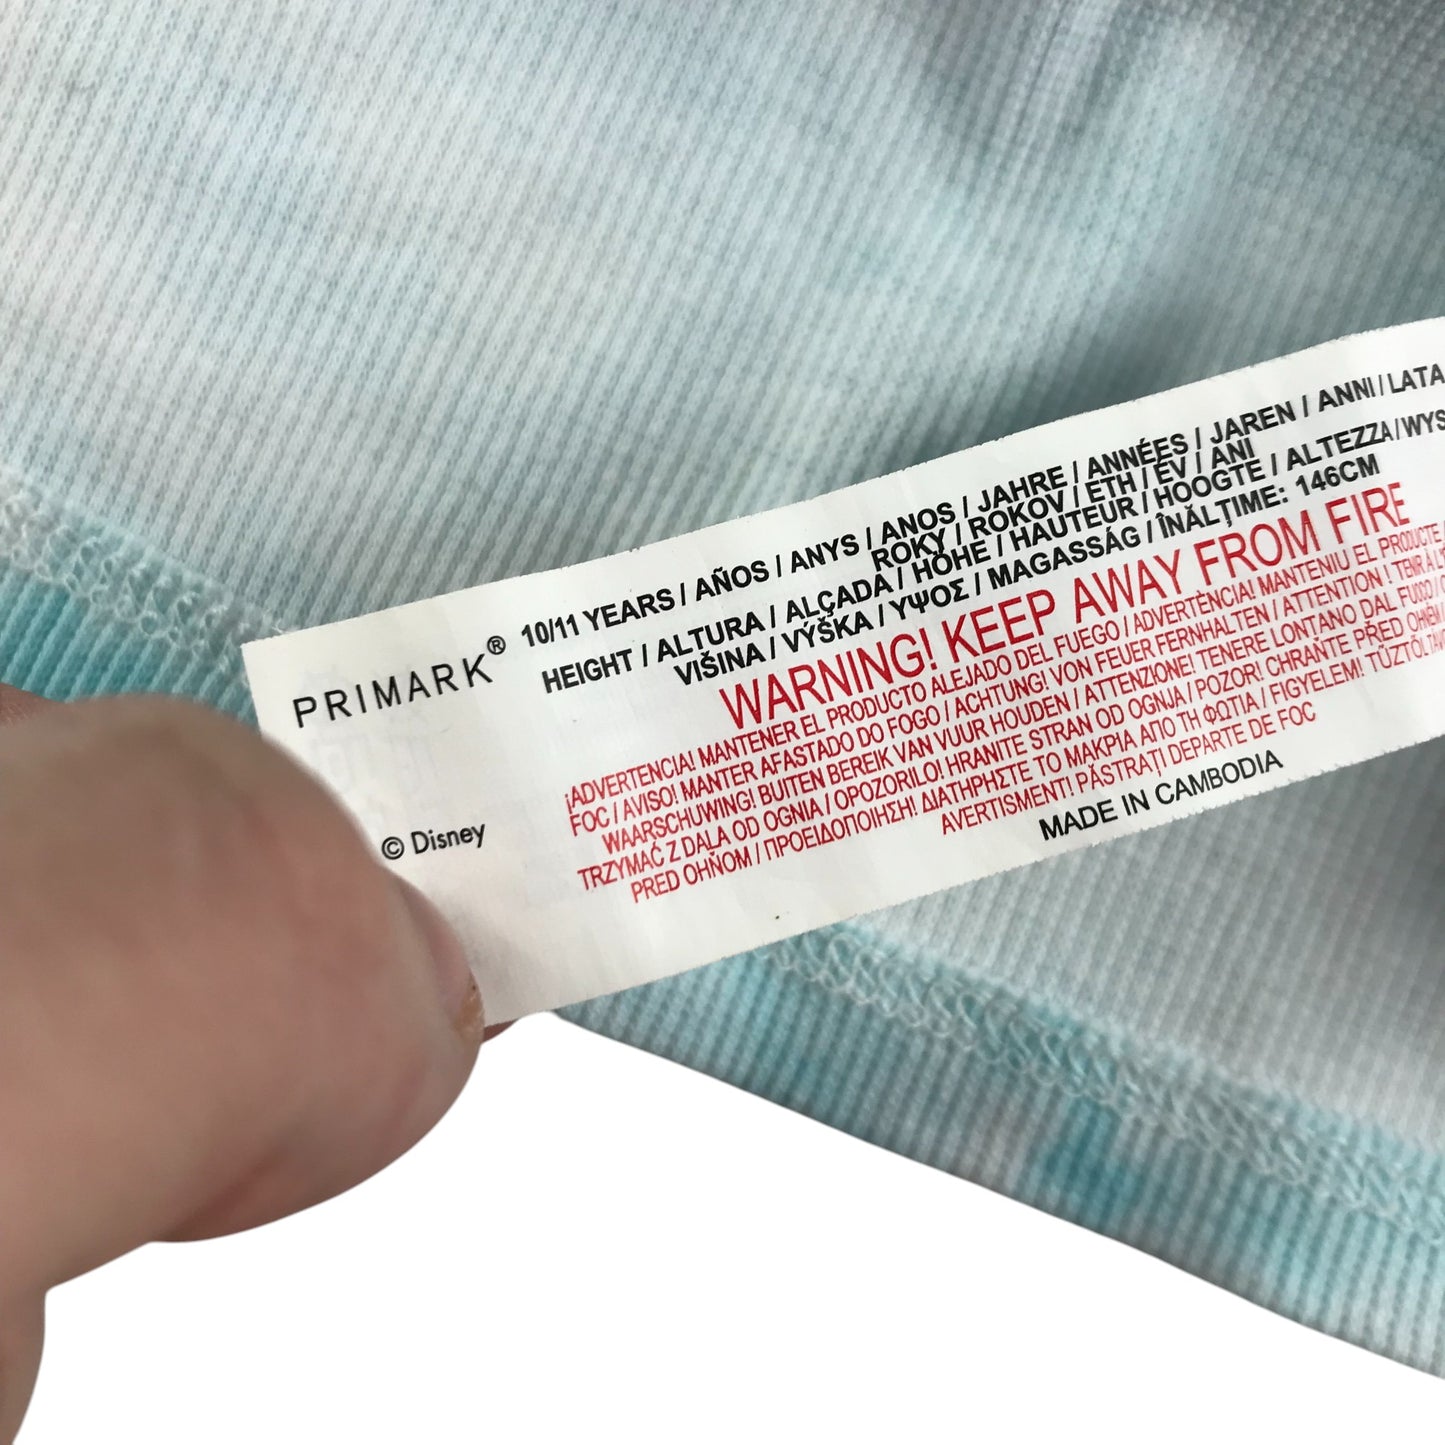 PRIMARK®
© Disney
10/11 YEARS / AÑOS / ANYS / ANOS / JAHRE / ANNÉES / JAREN / ANNI / LATA
ROKY / ROKOV / ETH / ÉV / ANI
HEIGHT / ALTURA / ALÇADA / HÖHE / HAUTEUR / HOOGTE / ALTEZZA / WYS
VIŠINA / VÝŠKA / ΥΨΟΣ / MAGASSÁG / ÎNĂLȚIME: 146CM
WARNING! KEEP AWAY FROM FIRE
¡ADVERTENCIA! MANTENER EL PRODUCTO ALEJADO DEL FUEGO / ADVERTÈNCIA! MANTENIU EL PRODUCTE /
FOC / AVISO! MANTER AFASTADO DO FOGO / ACHTUNG! VON FEUER FERNHALTEN / ATTENTION ! TENIR À
WAARSCHUWING! BUITEN BEREIK VAN VUUR HOUDEN / ATTENZIONE! TENERE LONTANO DAL FUOCO /
TRZYMAĆ Z DALA OD OGNIA / OPOZORILO! HRANITE STRAN OD OGNJA / POZOR! CHRAŇTE PŘED OHNĚM
PRED OHŇOM / ΠΡΟΕΙΔΟΠΟΙΗΣΗ! ΔΙΑΤΗΡΗΣΤΕ ΤΟ ΜΑΚΡΙΑ ΑΠΟ ΤΗ ΦΩΤΙΑ / FIGYELEM! TŰZTŐL
AVERTISMENT! PĂSTRAȚI DEPARTE DE FOC
MADE IN CAMBODIA